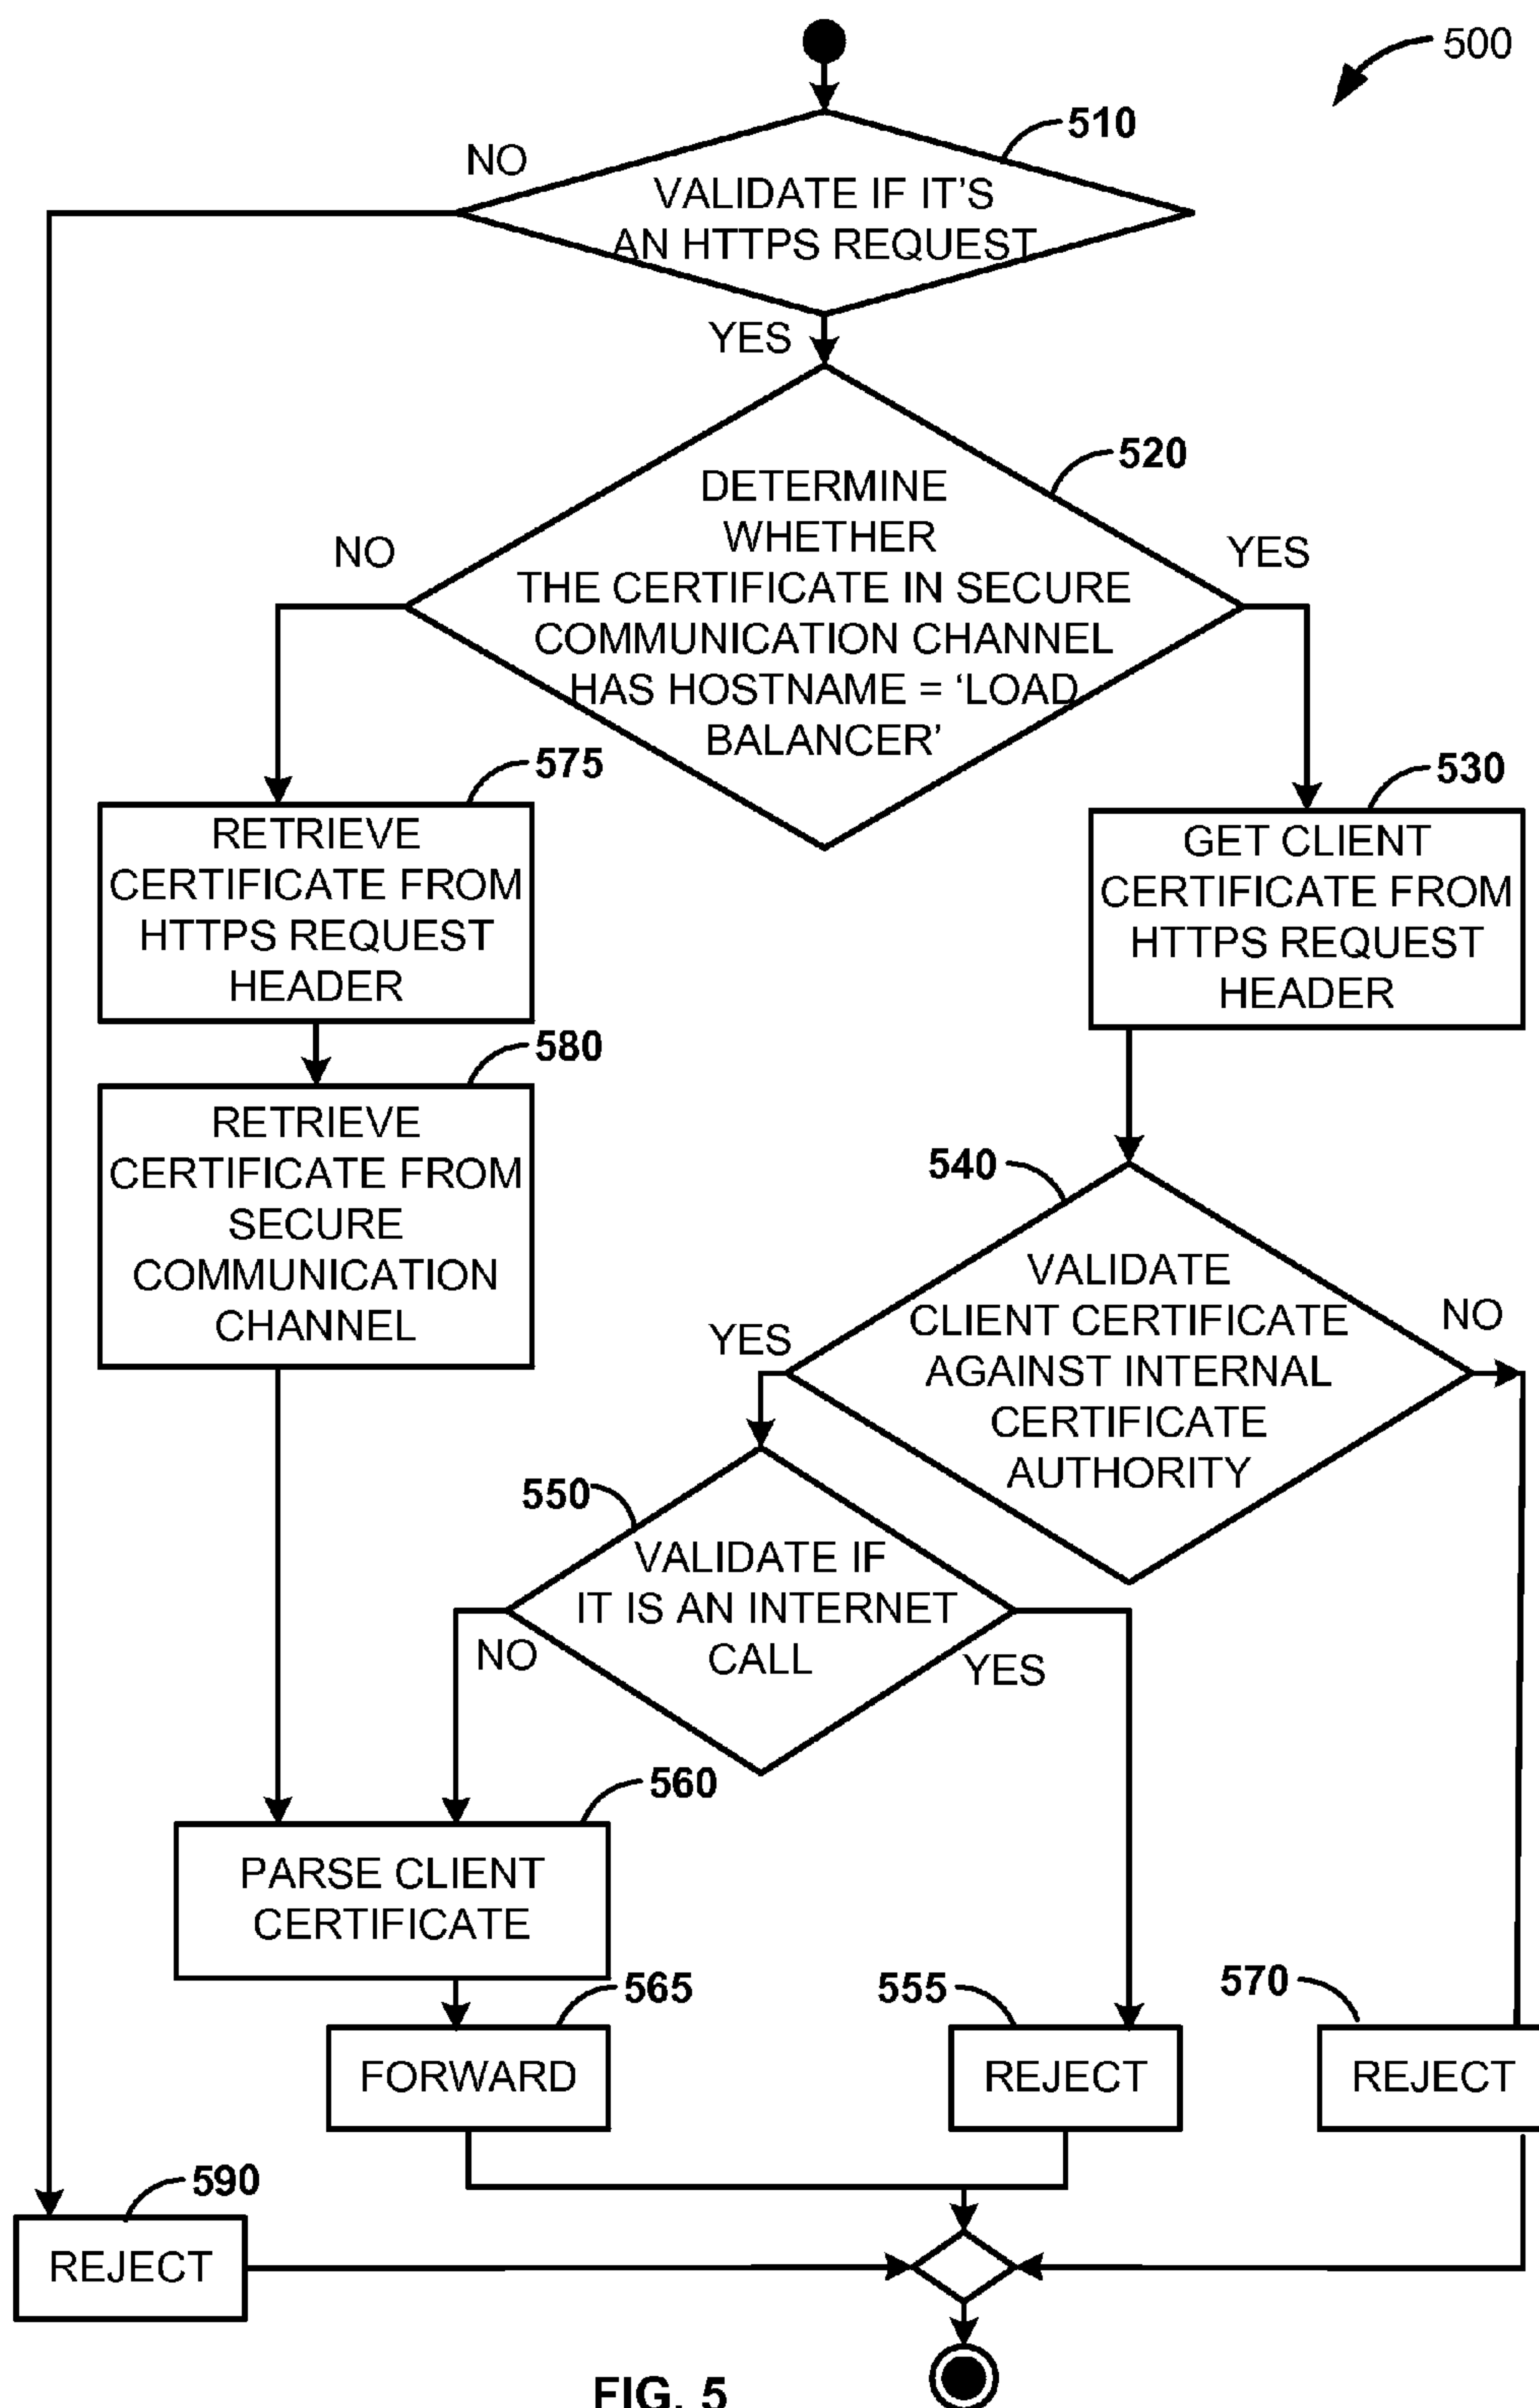 500
510
NO
VALIDATE IF IT'S
AN HTTPS REQUEST
YES
520
DETERMINE
WHETHER
THE CERTIFICATE IN SECURE
COMMUNICATION CHANNEL
HAS HOSTNAME = ‘LOAD
BALANCER’
NO
YES
575
RETRIEVE
CERTIFICATE FROM
HTTPS REQUEST
HEADER
530
GET CLIENT
CERTIFICATE FROM
HTTPS REQUEST
HEADER
580
RETRIEVE
CERTIFICATE FROM
SECURE
COMMUNICATION
CHANNEL
540
VALIDATE
CLIENT CERTIFICATE
AGAINST INTERNAL
CERTIFICATE
AUTHORITY
YES
NO
550
VALIDATE IF
IT IS AN INTERNET
CALL
NO
YES
560
PARSE CLIENT
CERTIFICATE
565
FORWARD
555
REJECT
570
REJECT
590
REJECT
FIG. 5